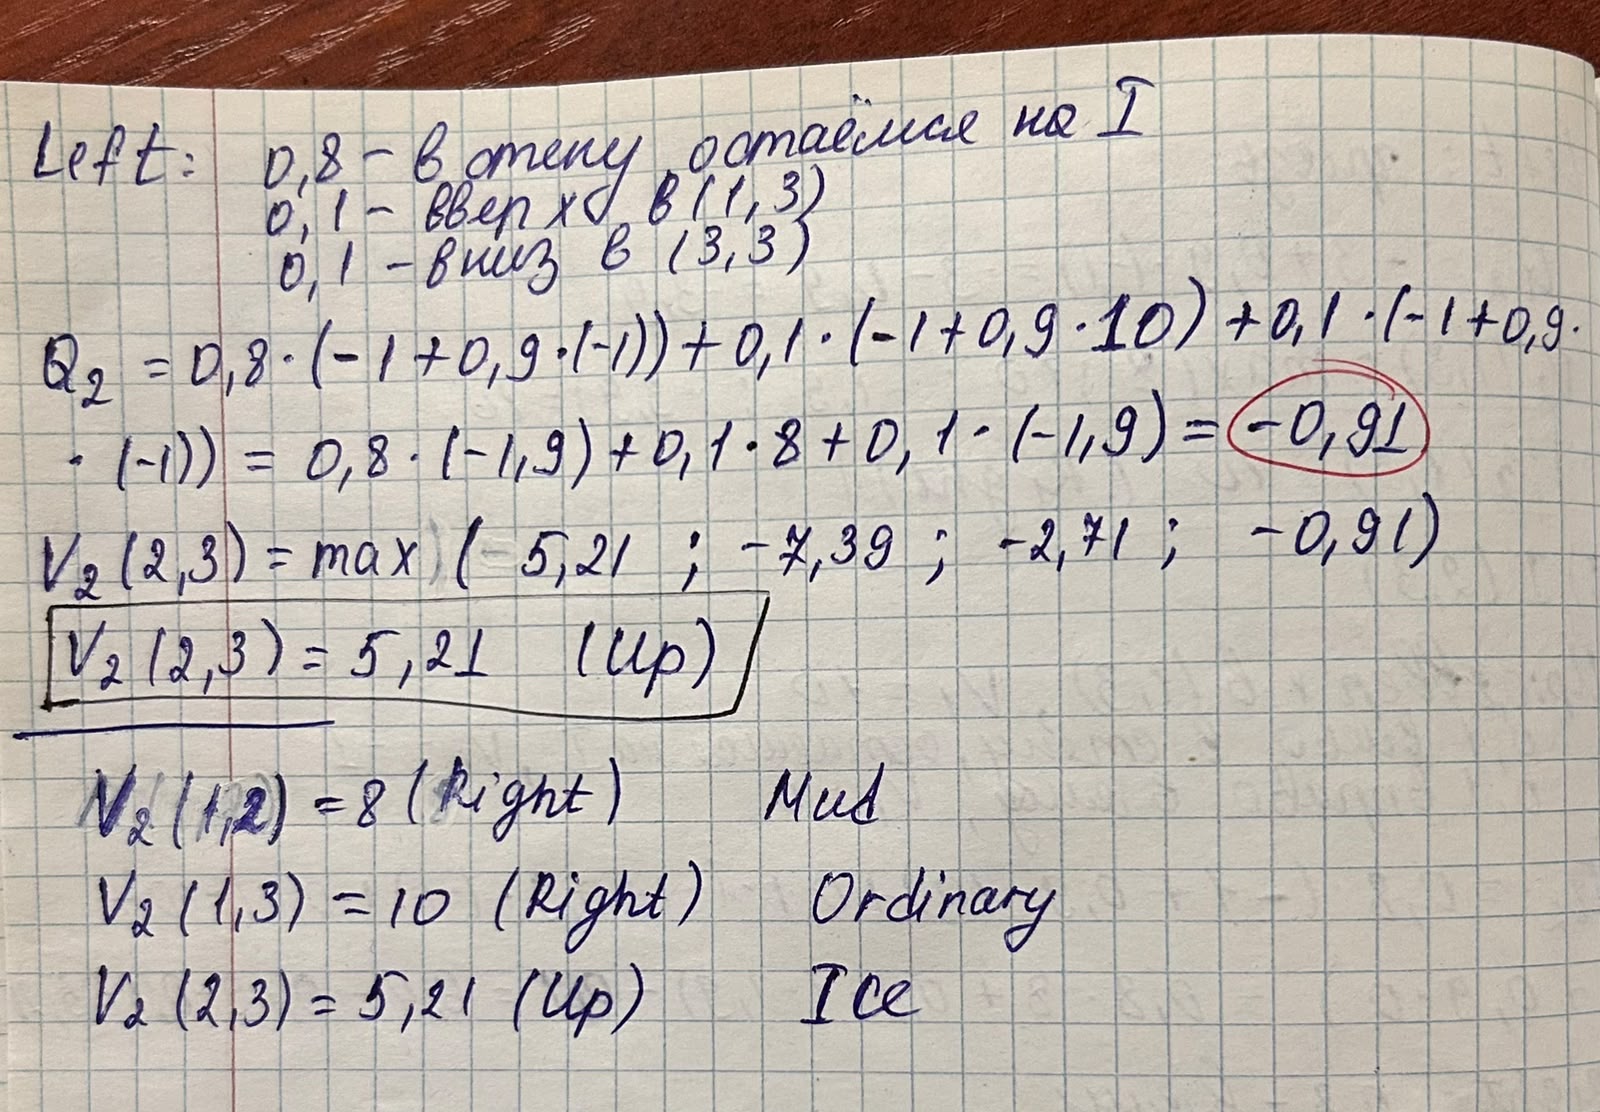 Left: 0,8 - в стену, остаёмся на I
0,1 - вверх в (1,3)
0,1 - вниз в (3,3)
Q₂ = 0,8·(-1+0,9·(-1)) + 0,1·(-1+0,9·10) + 0,1·(-1+0,9·
·(-1)) = 0,8·(-1,9) + 0,1·8 + 0,1·(-1,9) = -0,91
V₂(2,3) = max (5,21 ; -7,39 ; -2,71 ; -0,91)
V₂(2,3) = 5,21 (Up)
V₂(1,2) = 8 (Right) Mud
V₂(1,3) = 10 (Right) Ordinary
V₂(2,3) = 5,21 (Up) Ice